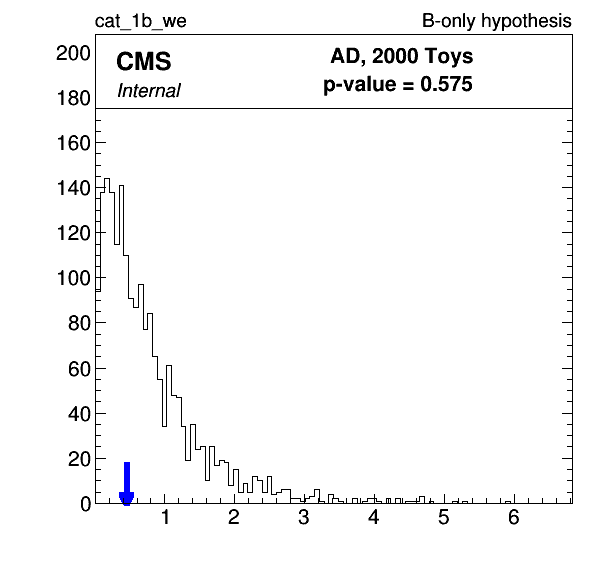 cat_1b_we B-only hypothesis
CMS AD, 2000 Toys
Internal p-value = 0.575
200
180
160
140
120
100
80
60
40
20
0
1 2 3 4 5 6